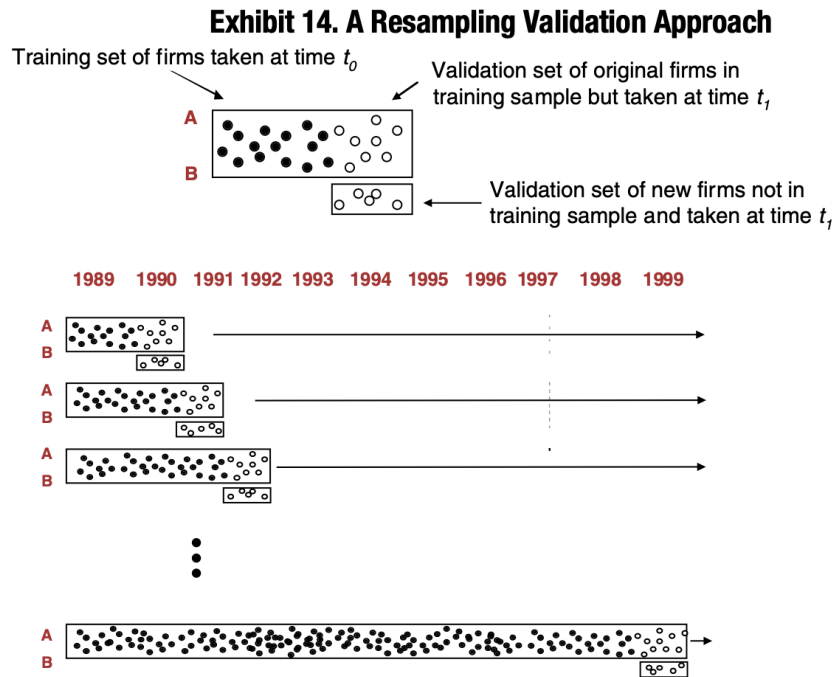 Exhibit 14. A Resampling Validation Approach
Training set of firms taken at time t0
Validation set of original firms in
training sample but taken at time t1
A
B
Validation set of new firms not in
training sample and taken at time t1
1989 1990 1991 1992 1993 1994 1995 1996 1997 1998 1999
A
B
A
B
A
B
A
B